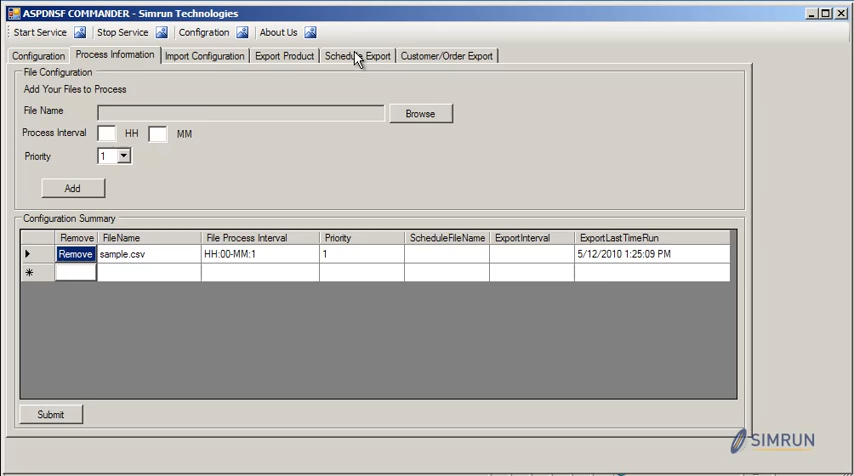 ASPDNSF COMMANDER - Simrun Technologies
Start Service Stop Service Configration About Us
Configuration Process Information Import Configuration Export Product Schedule Export Customer/Order Export
File Configuration
Add Your Files to Process
File Name Browse
Process Interval HH MM
Priority 1
Add
Configuration Summary
Remove FileName File Process Interval Priority ScheduleFileName ExportInterval ExportLastTimeRun
Remove sample.csv HH:00-MM:1 1 5/12/2010 1:25:09 PM
Submit
SIMRUN